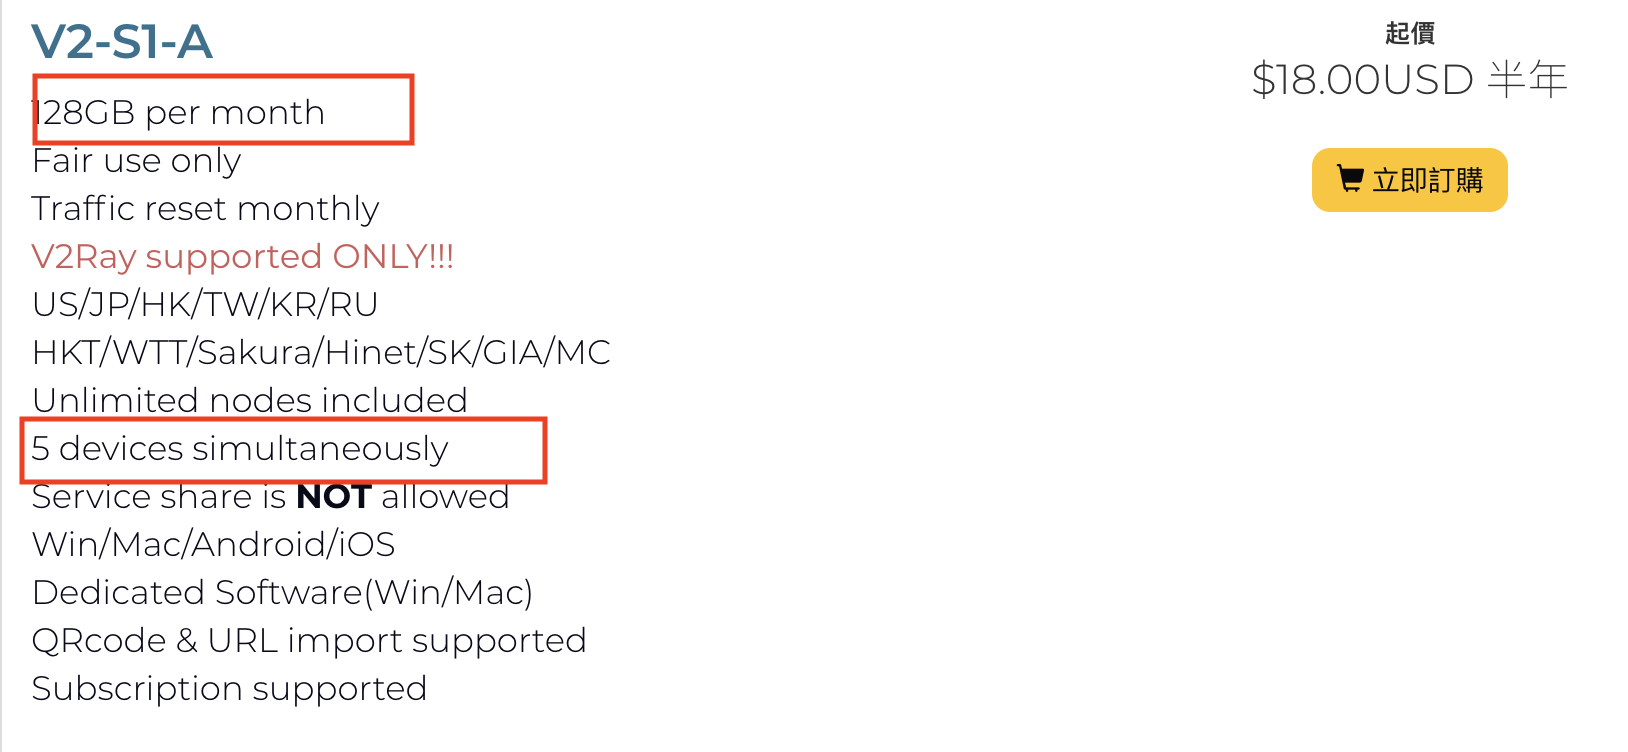 V2-S1-A
128GB per month
Fair use only
Traffic reset monthly
V2Ray supported ONLY!!!
US/JP/HK/TW/KR/RU
HKT/WTT/Sakura/Hinet/SK/GIA/MC
Unlimited nodes included
5 devices simultaneously
Service share is NOT allowed
Win/Mac/Android/iOS
Dedicated Software(Win/Mac)
QRcode & URL import supported
Subscription supported
起價
$18.00USD 半年
立即訂購